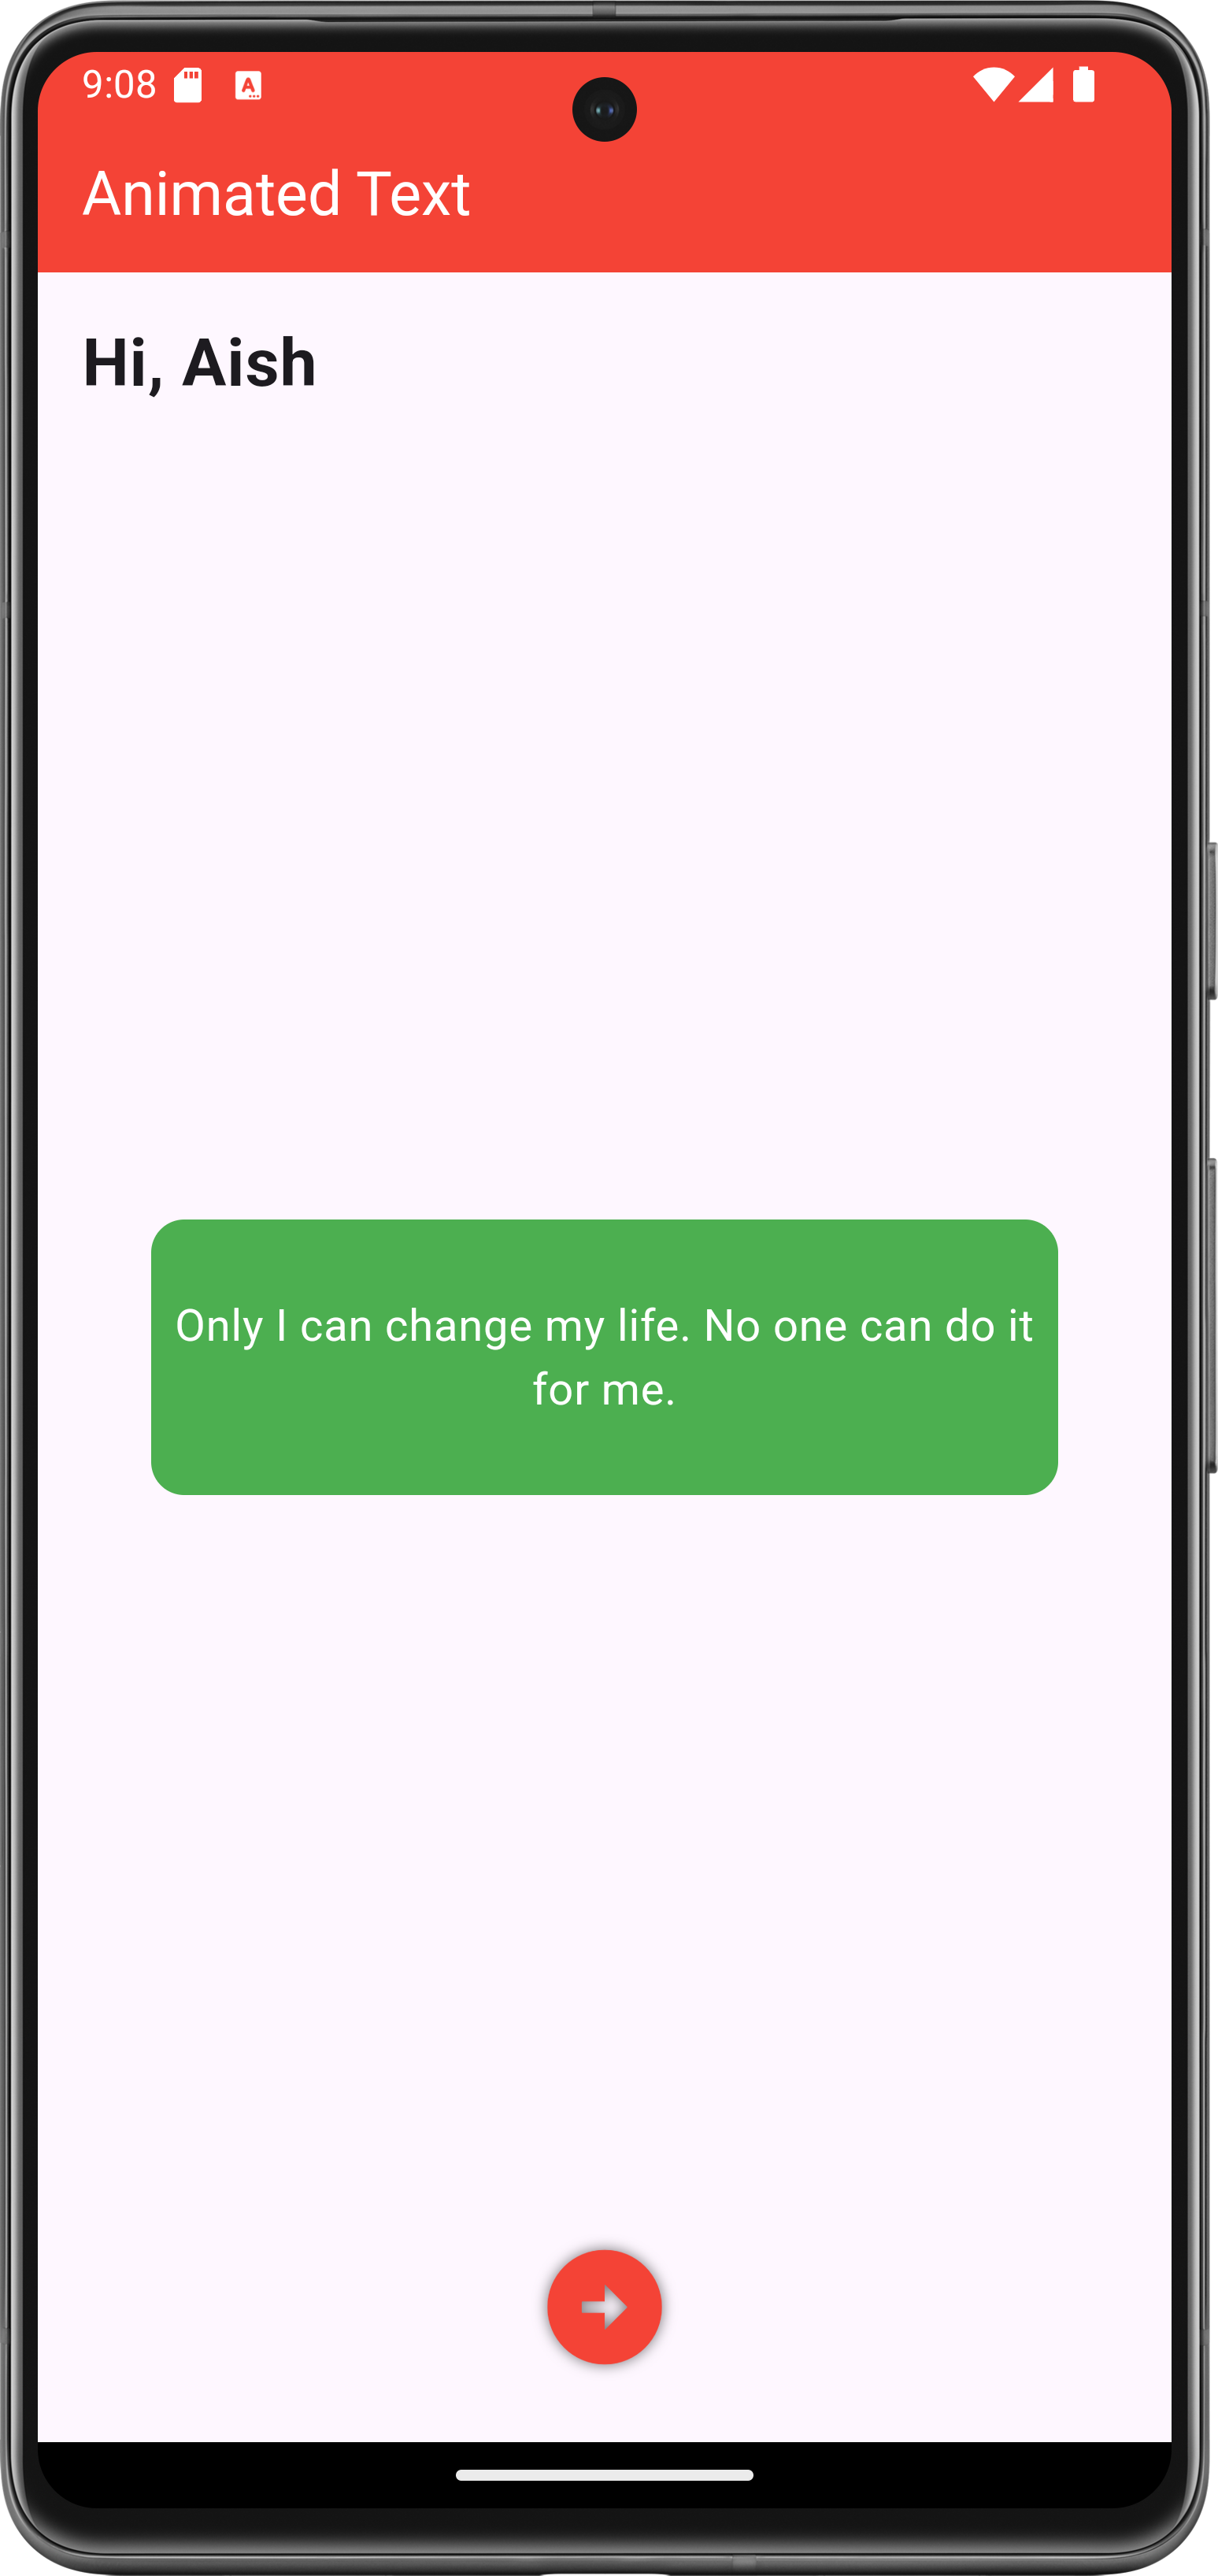 9:08
Animated Text
Hi, Aish
Only I can change my life. No one can do it
for me.